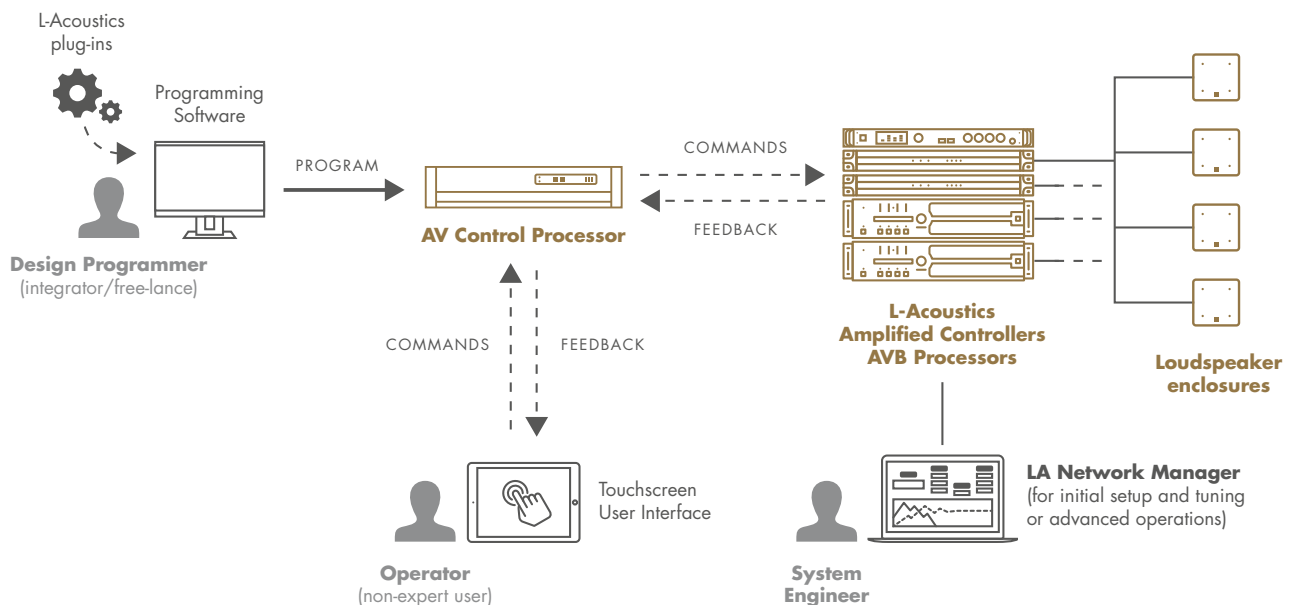 L-Acoustics
plug-ins
Programming
Software
PROGRAM
Design Programmer
(integrator/free-lance)
AV Control Processor
COMMANDS
FEEDBACK
COMMANDS
FEEDBACK
L-Acoustics
Amplified Controllers
AVB Processors
Loudspeaker
enclosures
Touchscreen
User Interface
Operator
(non-expert user)
LA Network Manager
(for initial setup and tuning
or advanced operations)
System
Engineer